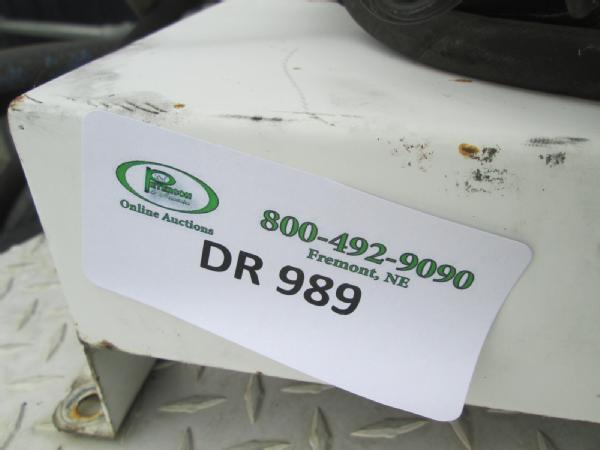 Online Auctions
800-492-9090
Fremont, NE
DR 989